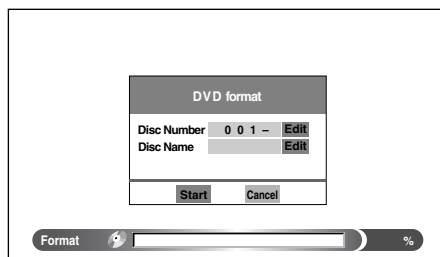 DVD format
Disc Number 0 0 1 – Edit
Disc Name Edit
Start Cancel
Format %